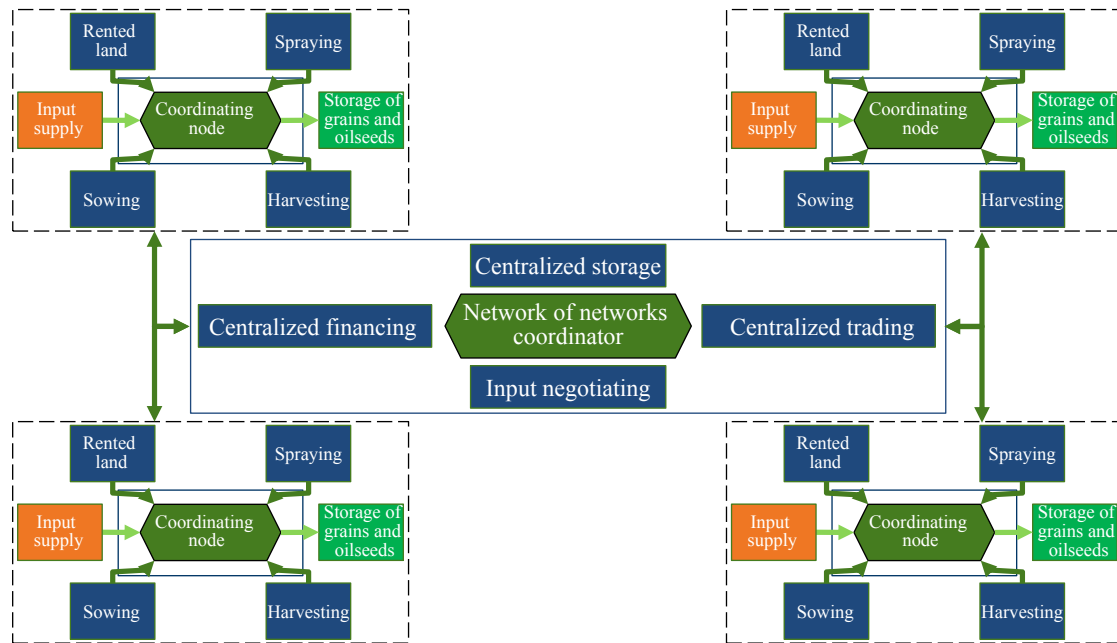 Rented
land
Spraying
Input
supply
Coordinating
node
Storage of
grains and
oilseeds
Sowing
Harvesting
Rented
land
Spraying
Input
supply
Coordinating
node
Storage of
grains and
oilseeds
Sowing
Harvesting
Centralized storage
Centralized financing
Network of networks
coordinator
Centralized trading
Input negotiating
Rented
land
Spraying
Input
supply
Coordinating
node
Storage of
grains and
oilseeds
Sowing
Harvesting
Rented
land
Spraying
Input
supply
Coordinating
node
Storage of
grains and
oilseeds
Sowing
Harvesting